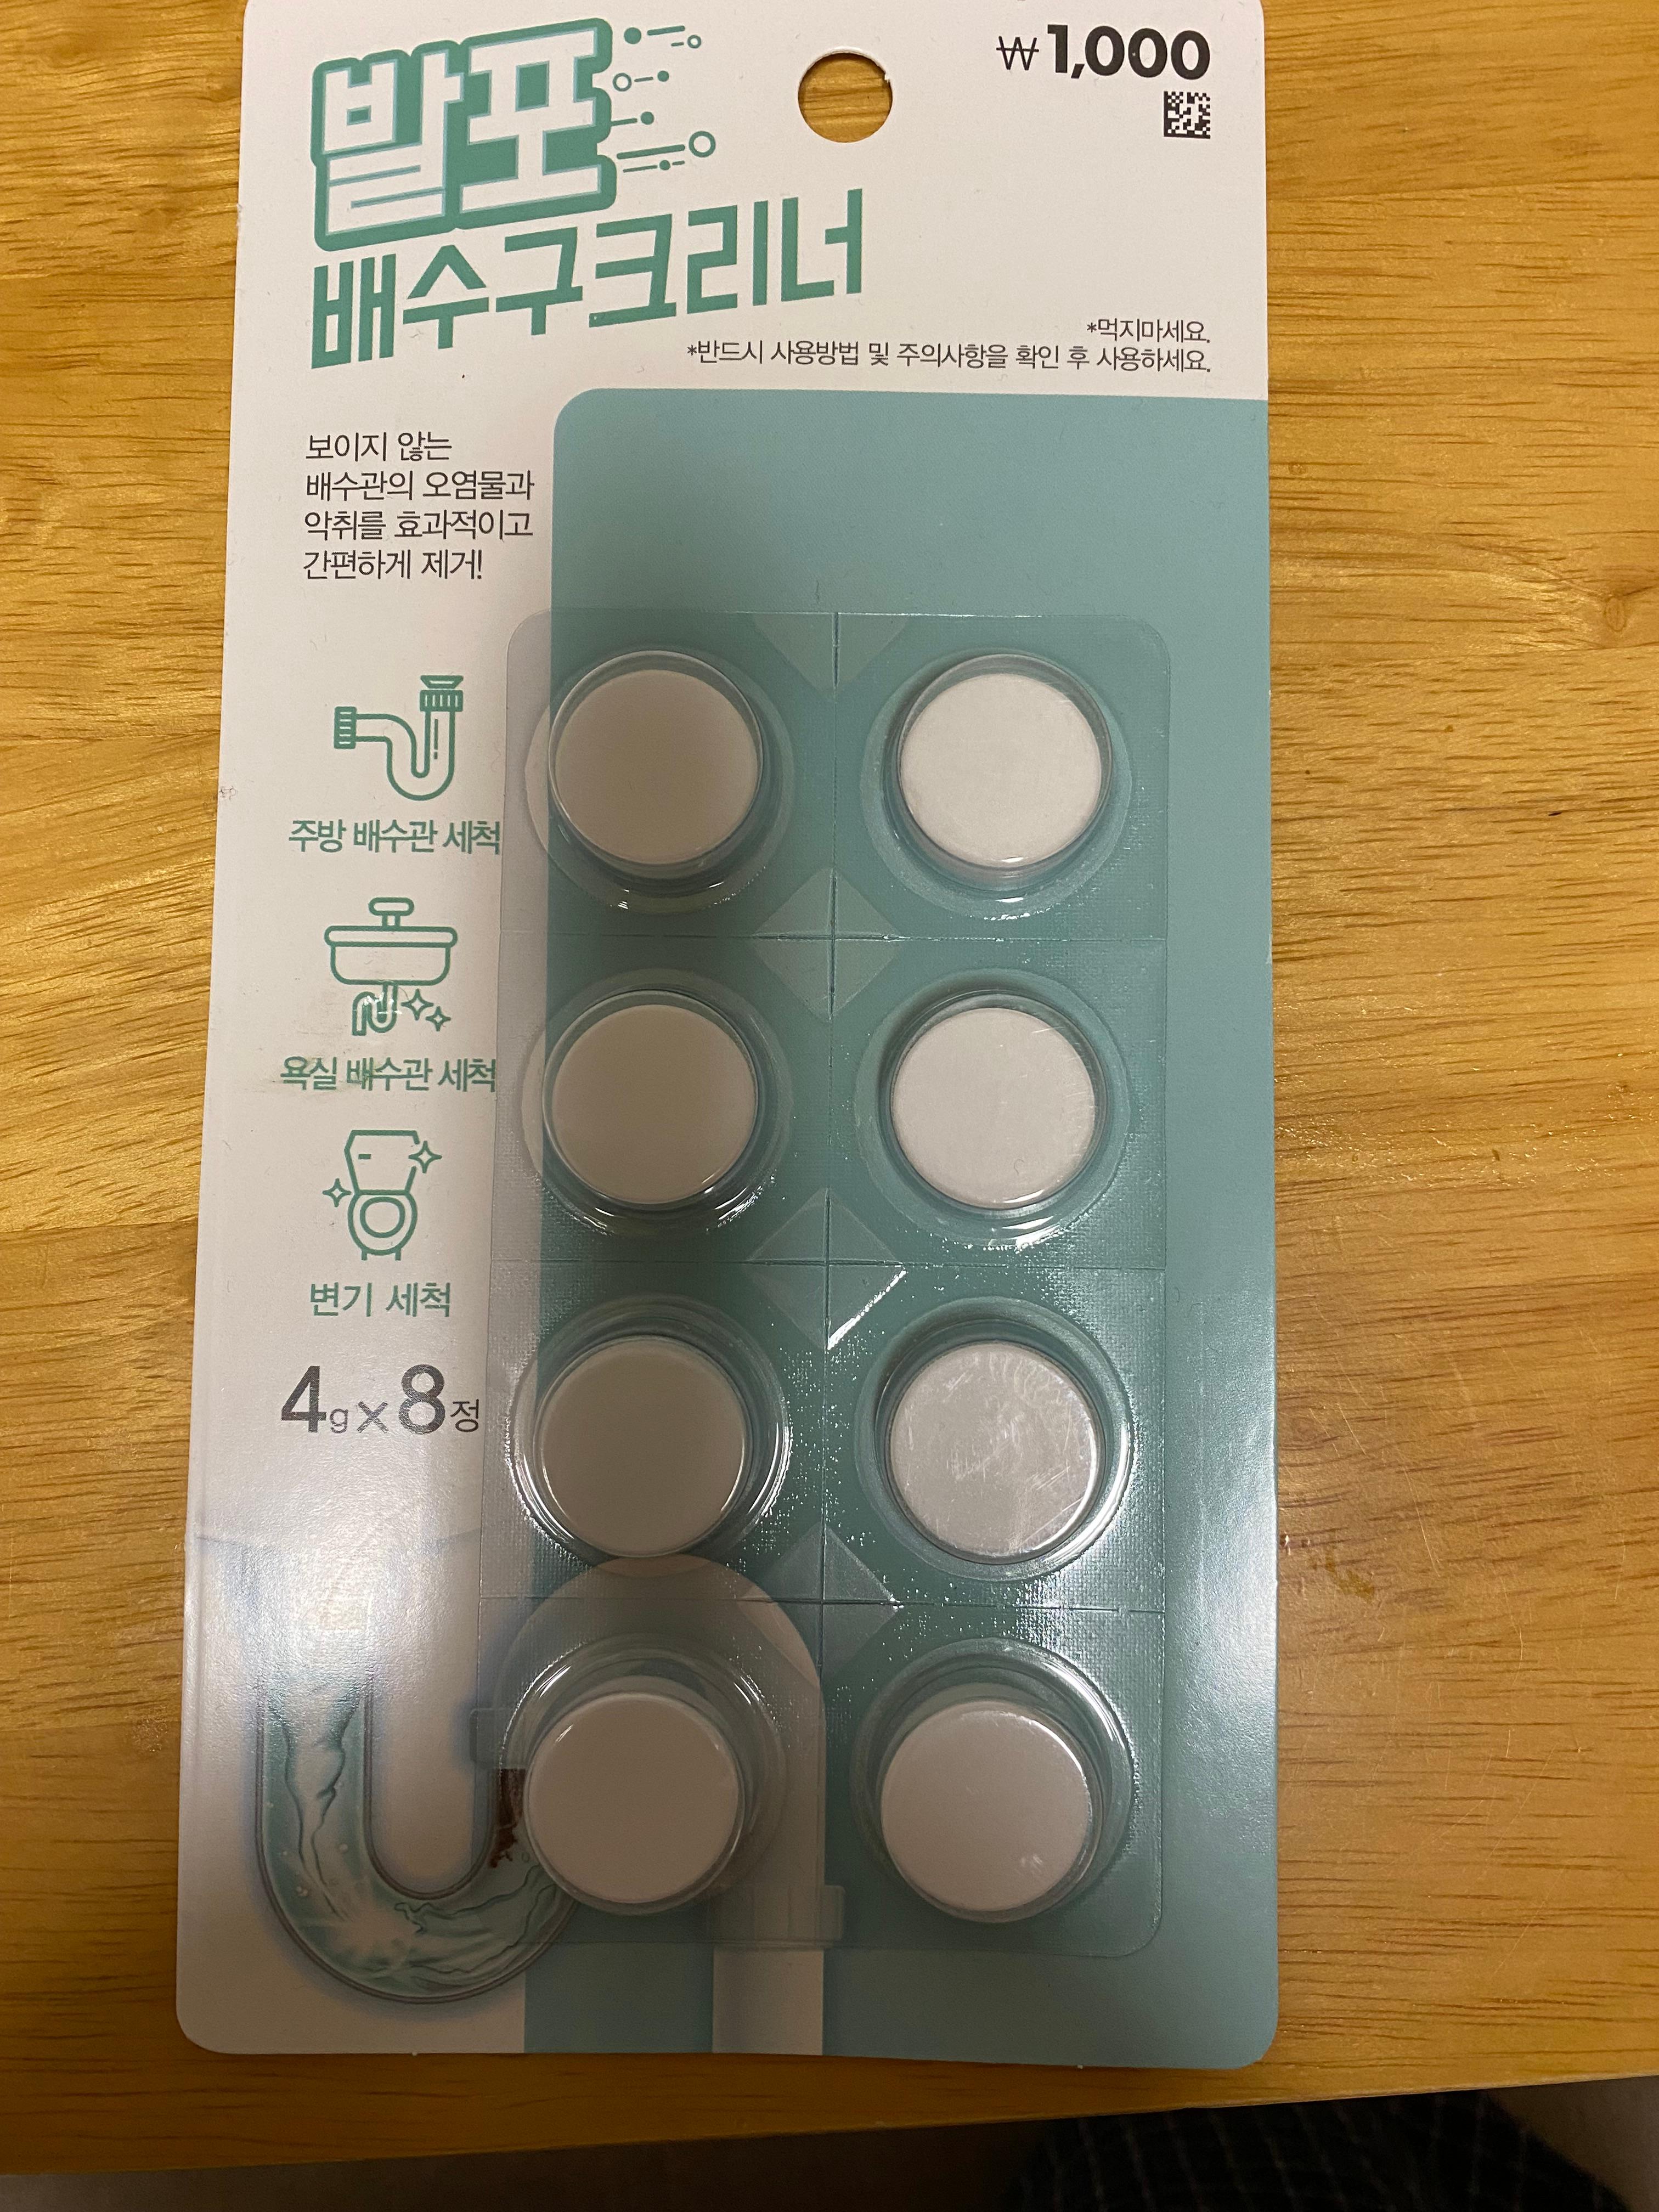 발포
배수구크리너
₩1,000
*먹지마세요.
*반드시 사용방법 및 주의사항을 확인 후 사용하세요.
보이지 않는
배수관의 오염물과
악취를 효과적이고
간편하게 제거!
주방 배수관 세척
욕실 배수관 세척
변기 세척
4g×8정